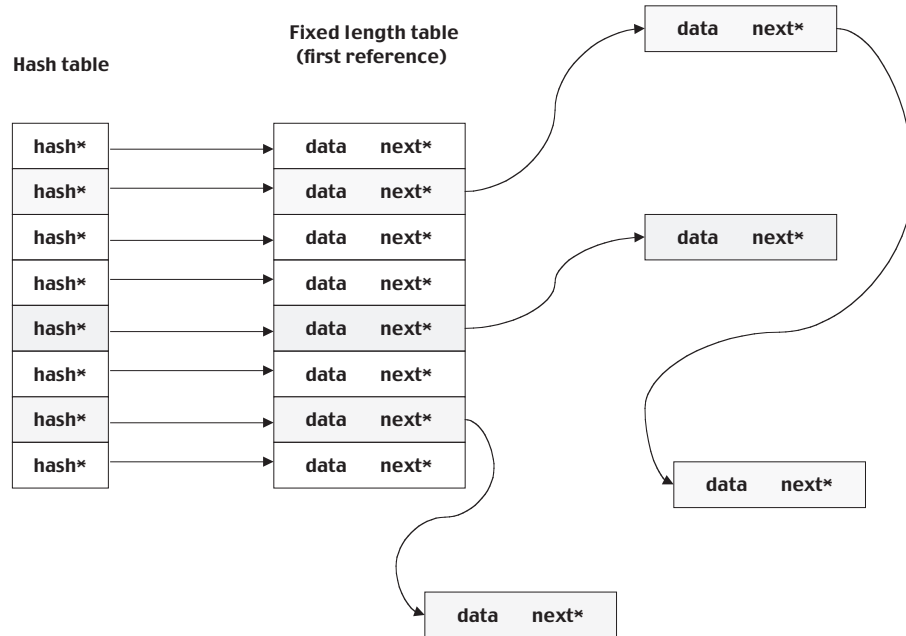 Hash table
Fixed length table
(first reference)
data next*
hash* data next*
hash* data next*
hash* data next*
data next*
hash* data next*
hash* data next*
hash* data next*
hash* data next*
hash* data next*
data next*
data next*